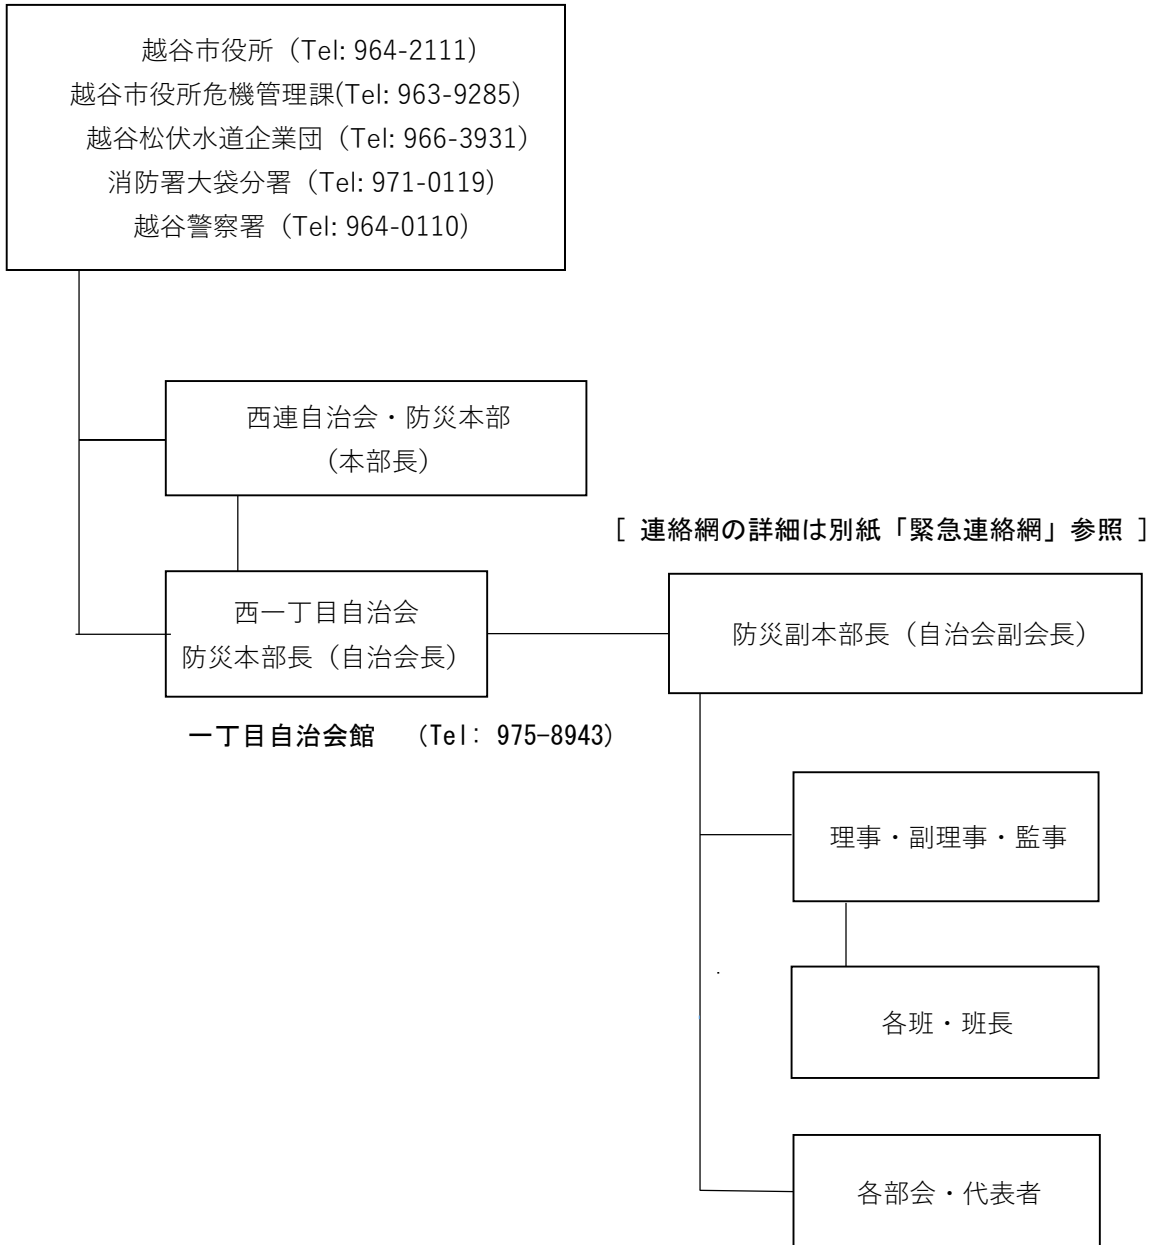 越谷市役所（Tel: 964-2111）
越谷市役所危機管理課(Tel: 963-9285)
越谷松伏水道企業団（Tel: 966-3931）
消防署大袋分署（Tel: 971-0119）
越谷警察署（Tel: 964-0110）
西連自治会・防災本部
（本部長）
[ 連絡網の詳細は別紙「緊急連絡網」参照 ]
西一丁目自治会
防災本部長（自治会長）
防災副本部長（自治会副会長）
一丁目自治会館　（Tel: 975-8943）
理事・副理事・監事
各班・班長
各部会・代表者